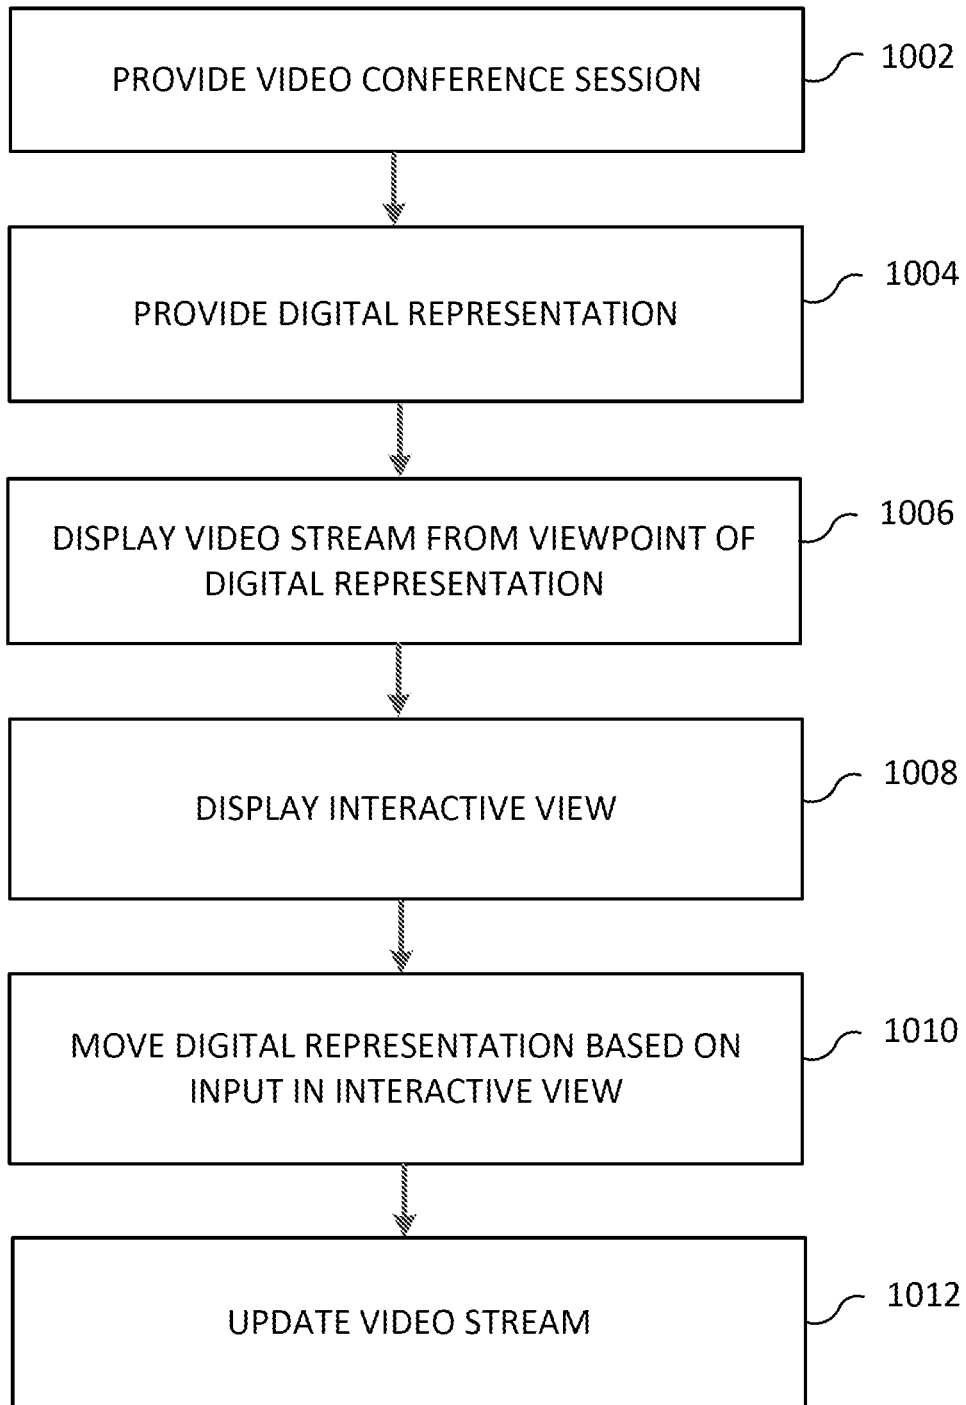 PROVIDE VIDEO CONFERENCE SESSION
1002
PROVIDE DIGITAL REPRESENTATION
1004
DISPLAY VIDEO STREAM FROM VIEWPOINT OF
DIGITAL REPRESENTATION
1006
DISPLAY INTERACTIVE VIEW
1008
MOVE DIGITAL REPRESENTATION BASED ON
INPUT IN INTERACTIVE VIEW
1010
UPDATE VIDEO STREAM
1012